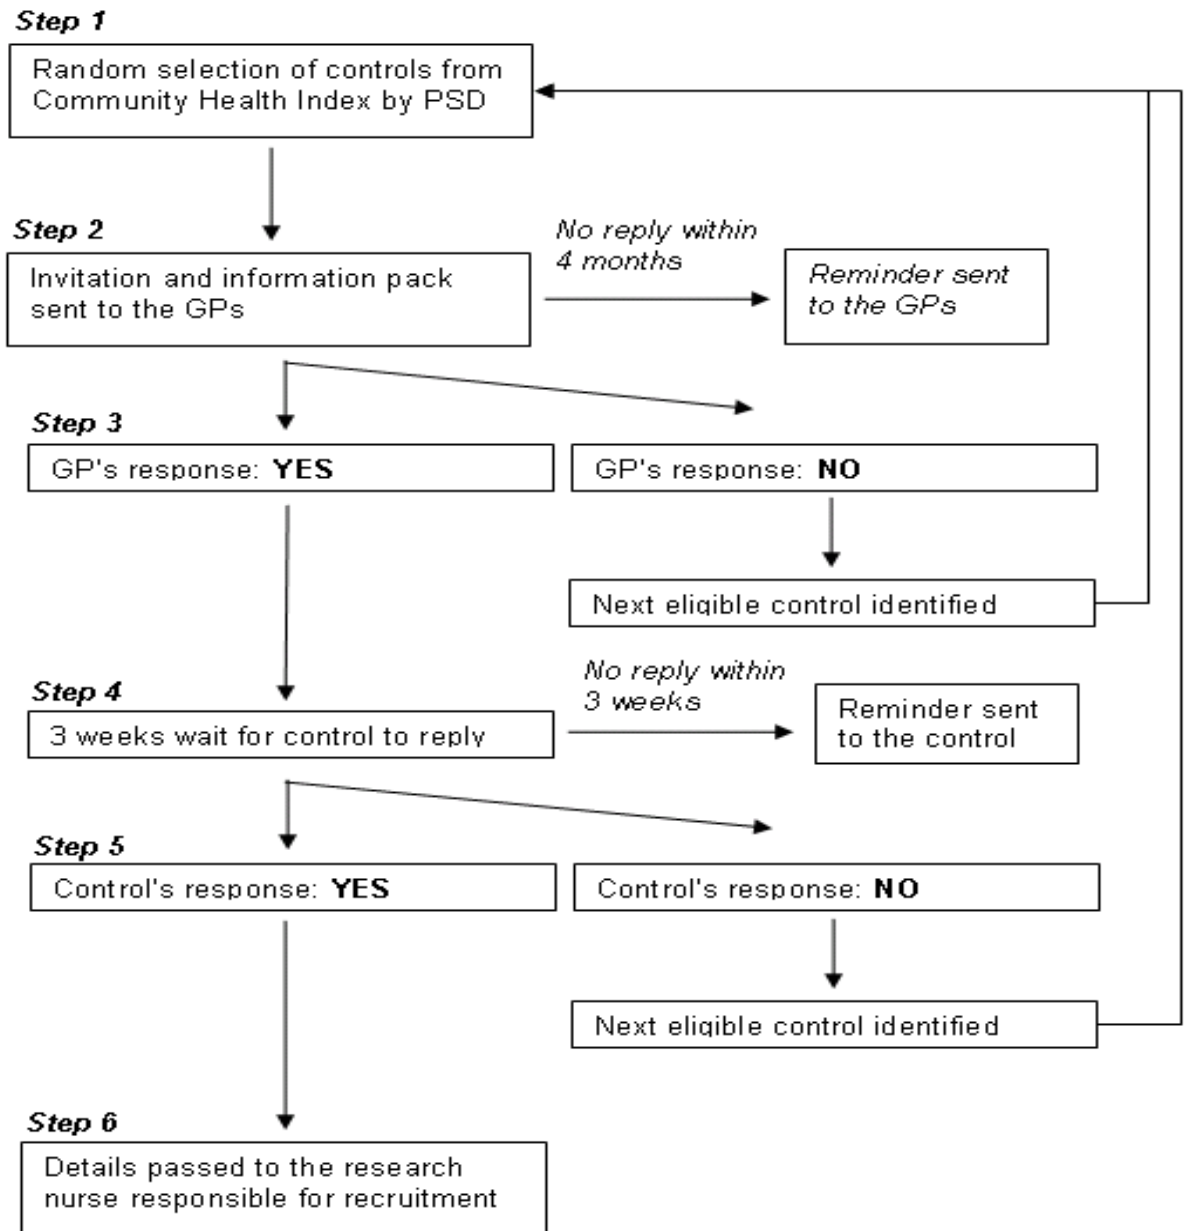 Step 1
Random selection of controls from
Community Health Index by PSD
Step 2
No reply within
4 months
Invitation and information pack
sent to the GPs
Reminder sent
to the GPs
Step 3
GP's response: YES
GP's response: NO
Next eligible control identified
No reply within
3 weeks
Step 4
3 weeks wait for control to reply
Reminder sent
to the control
Step 5
Control's response: YES
Control's response: NO
Next eligible control identified
Step 6
Details passed to the research
nurse responsible for recruitment